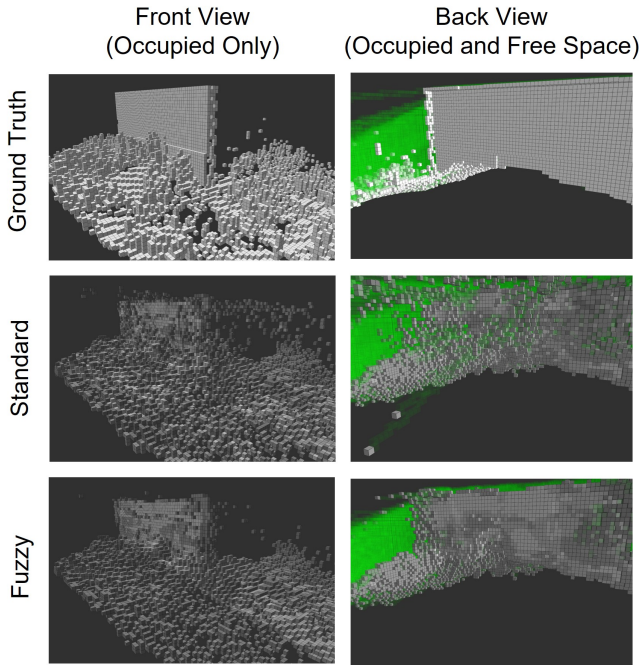 Front View
(Occupied Only)
Back View
(Occupied and Free Space)
Ground Truth
Standard
Fuzzy